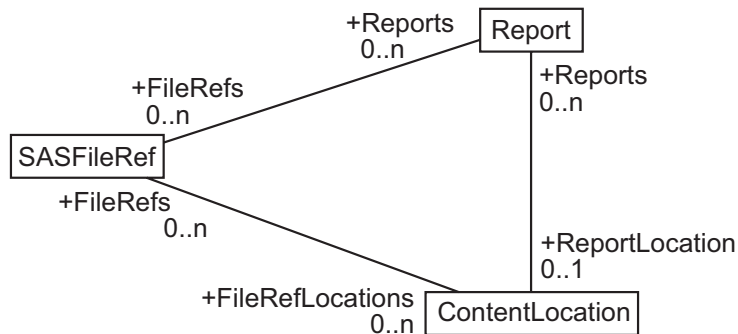 +Reports
0..n
Report
+Reports
0..n
+FileRefs
0..n
SASFileRef
+FileRefs
0..n
+ReportLocation
0..1
+FileRefLocations
0..n
ContentLocation